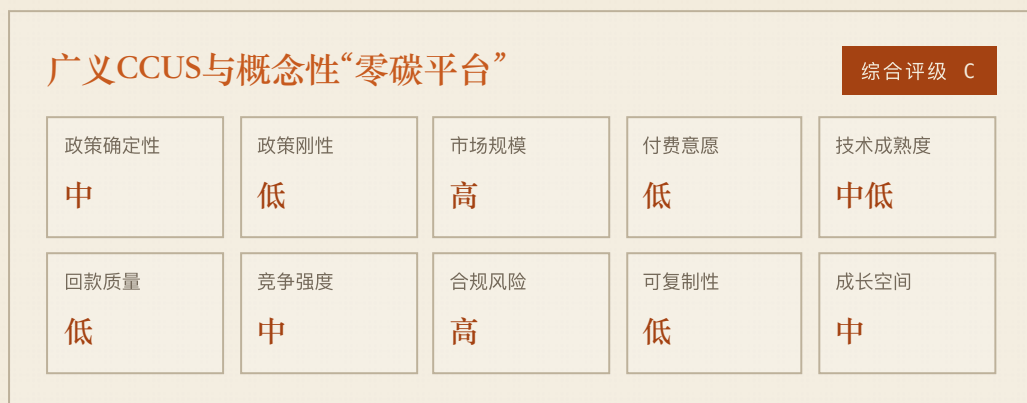 广义CCUS与概念性“零碳平台”
综合评级 C
政策确定性
中
政策刚性
低
市场规模
高
付费意愿
低
技术成熟度
中低
回款质量
低
竞争强度
中
合规风险
高
可复制性
低
成长空间
中